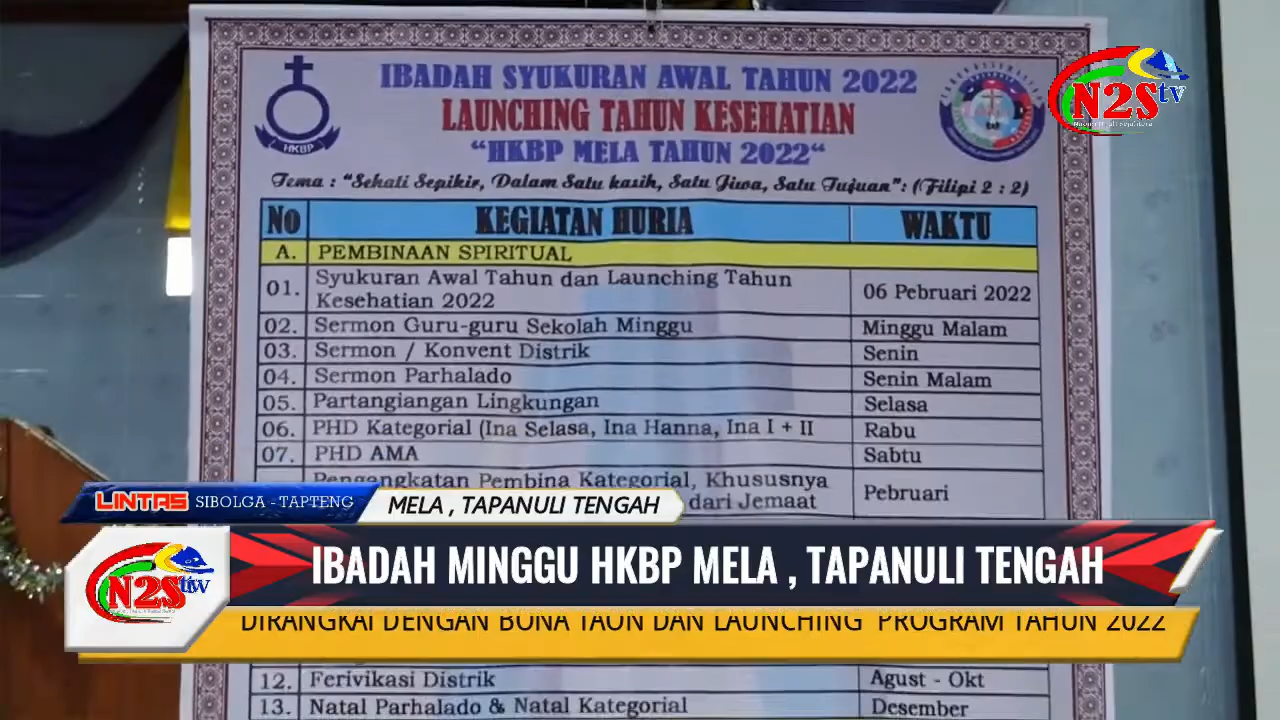 IBADAH SYUKURAN AWAL TAHUN 2022
LAUNCHING TAHUN KESEHATIAN
"HKBP MELA TAHUN 2022"
HKBP
N2S tv
Tema : "Sehati Sepikir, Dalam Satu kasih, Satu Jiwa, Satu Tujuan": (Filipi 2 : 2)
No KEGIATAN HURIA WAKTU
A. PEMBINAAN SPIRITUAL
01. Syukuran Awal Tahun dan Launching Tahun
Kesehatian 2022 06 Pebruari 2022
02. Sermon Guru-guru Sekolah Minggu Minggu Malam
03. Sermon / Konvent Distrik Senin
04. Sermon Parhalado Senin Malam
05. Partangiangan Lingkungan Selasa
06. PHD Kategorial (Ina Selasa, Ina Hanna, Ina I + II Rabu
07. PHD AMA Sabtu
Pengangkatan Pembina Kategorial, Khususnya
dari Jemaat Pebruari
LINTAS SIBOLGA - TAPTENG
MELA , TAPANULI TENGAH
N2S tv
IBADAH MINGGU HKBP MELA , TAPANULI TENGAH
DIRANGKAI DENGAN BONA TAON DAN LAUNCHING PROGRAM TAHUN 2022
12. Ferivikasi Distrik Agust - Okt
13. Natal Parhalado & Natal Kategorial Desember